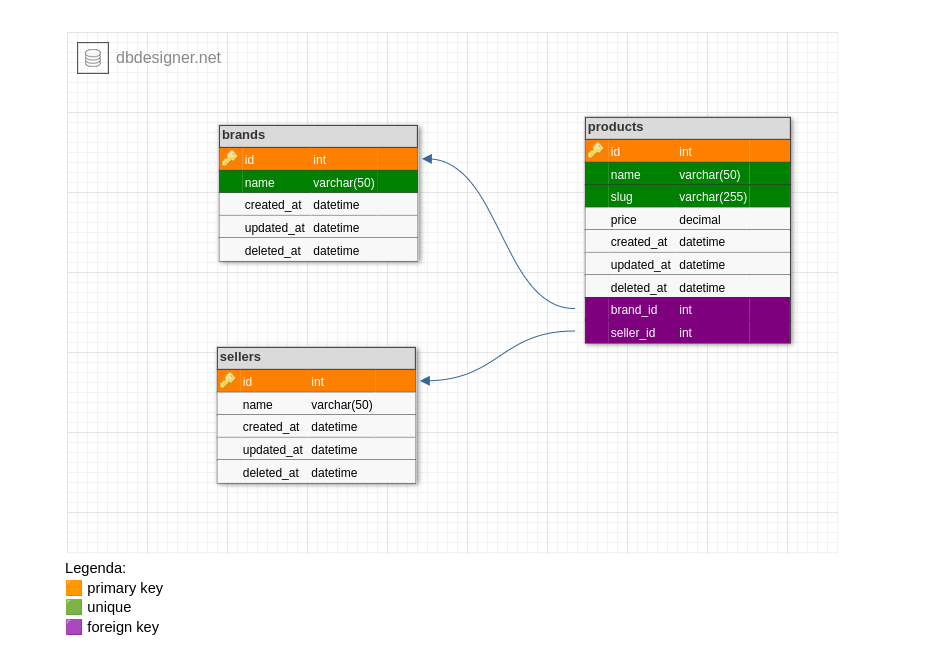 dbdesigner.net
brands
id int
name varchar(50)
created_at datetime
updated_at datetime
deleted_at datetime
products
id int
name varchar(50)
slug varchar(255)
price decimal
created_at datetime
updated_at datetime
deleted_at datetime
brand_id int
seller_id int
sellers
id int
name varchar(50)
created_at datetime
updated_at datetime
deleted_at datetime
Legenda:
primary key
unique
foreign key